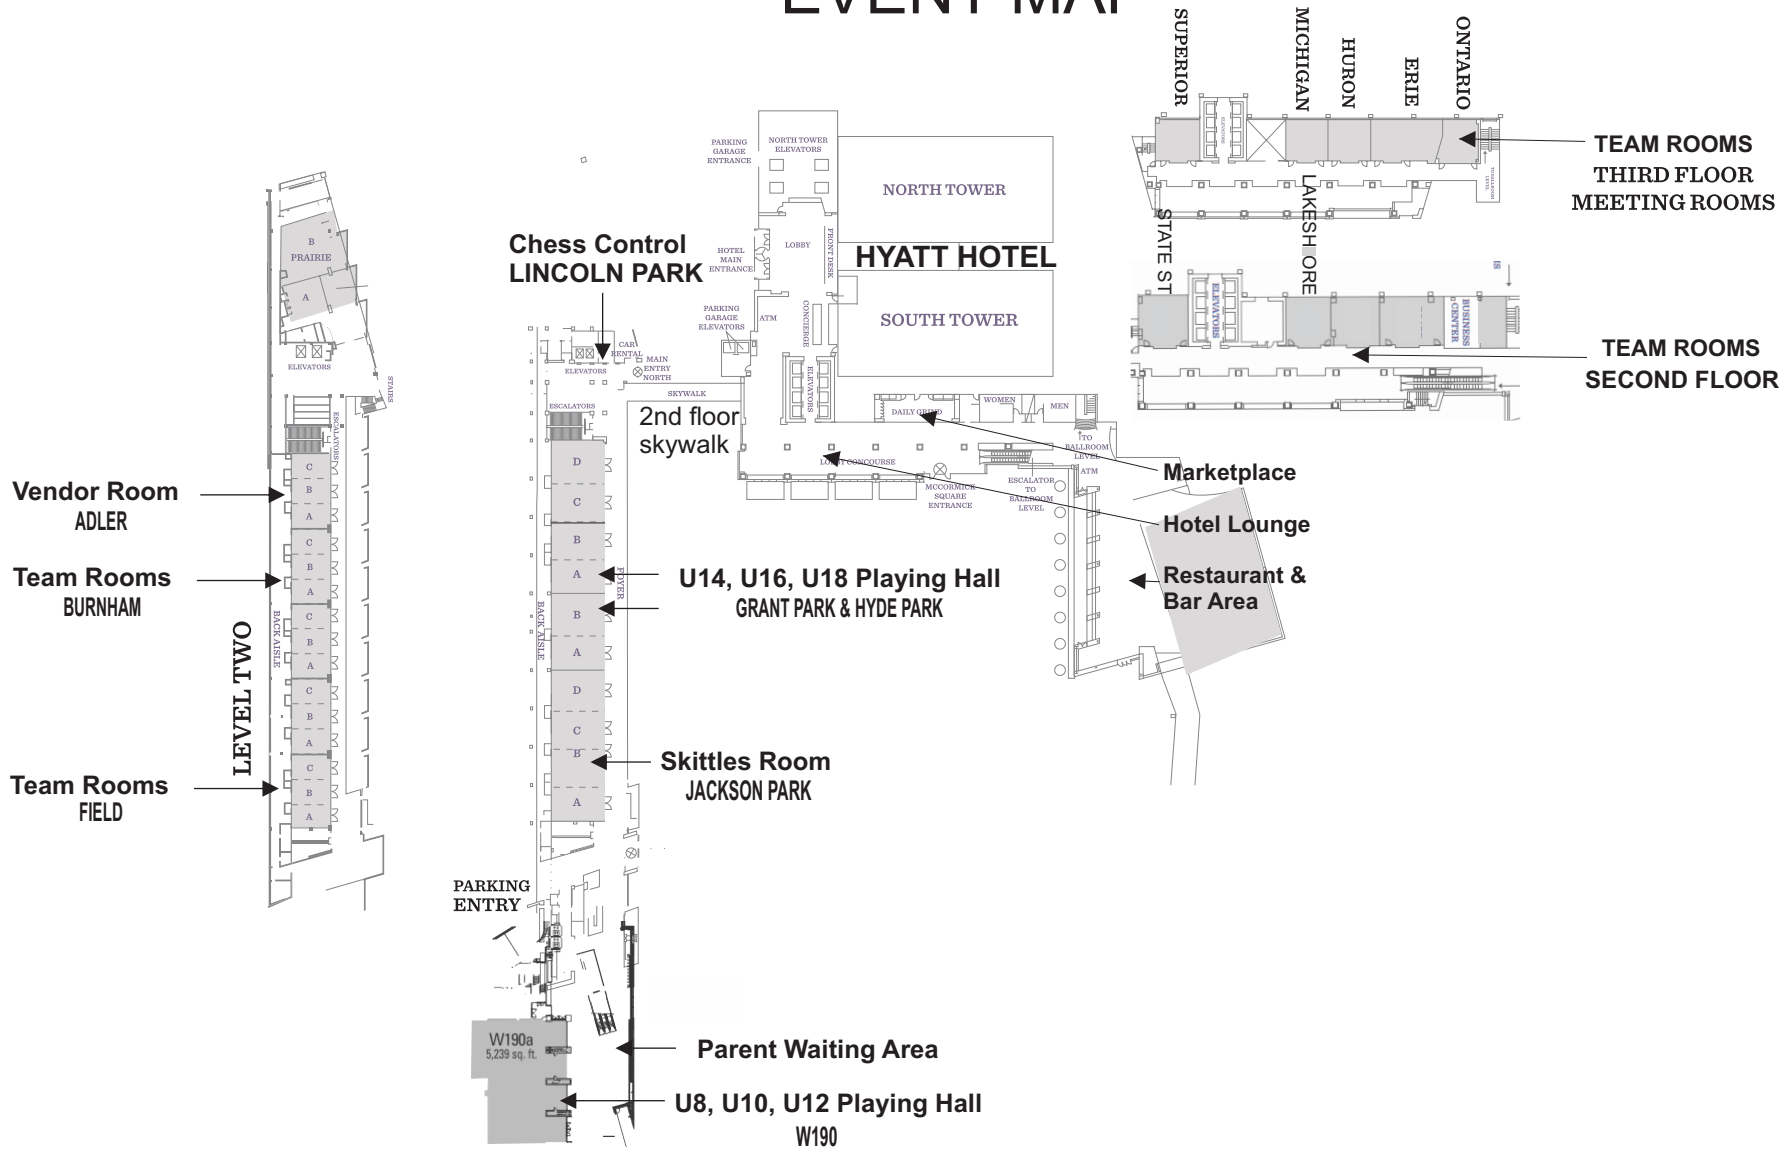 EVENT MAP
SUPERIOR
MICHIGAN
HURON
ERIE
ONTARIO
ELEVATORS
TO BALLROOM
LEVEL
TEAM ROOMS
THIRD FLOOR
MEETING ROOMS
STATE ST
LAKESH ORE
ELEVATORS
BUSINESS
CENTER
TEAM ROOMS
SECOND FLOOR
PARKING
GARAGE
ENTRANCE
NORTH TOWER
ELEVATORS
NORTH TOWER
HOTEL
MAIN
ENTRANCE
LOBBY
FRONT DESK
HYATT HOTEL
PARKING
GARAGE
ELEVATORS
ATM
CONCIERGE
SOUTH TOWER
ELEVATORS
DAILY GRIND
WOMEN
MEN
TO
BALLROOM
LEVEL
ATM
LOBBY CONCOURSE
MCCORMICK
SQUARE
ENTRANCE
ESCALATOR
TO
BALLROOM
LEVEL
Marketplace
Hotel Lounge
Restaurant &
Bar Area
B
PRAIRIE
A
ELEVATORS
STAIRS
ESCALATORS
C
B
A
C
B
A
C
B
A
C
B
A
C
B
A
BACK AISLE
LEVEL TWO
Vendor Room
ADLER
Team Rooms
BURNHAM
Team Rooms
FIELD
Chess Control
LINCOLN PARK
CAR
RENTAL
MAIN
ENTRY
NORTH
ELEVATORS
SKYWALK
2nd floor
skywalk
ESCALATORS
D
C
B
A
B
A
D
C
B
A
FOYER
BACK AISLE
U14, U16, U18 Playing Hall
GRANT PARK & HYDE PARK
Skittles Room
JACKSON PARK
PARKING
ENTRY
W190a
5,239 sq. ft.
Parent Waiting Area
U8, U10, U12 Playing Hall
W190